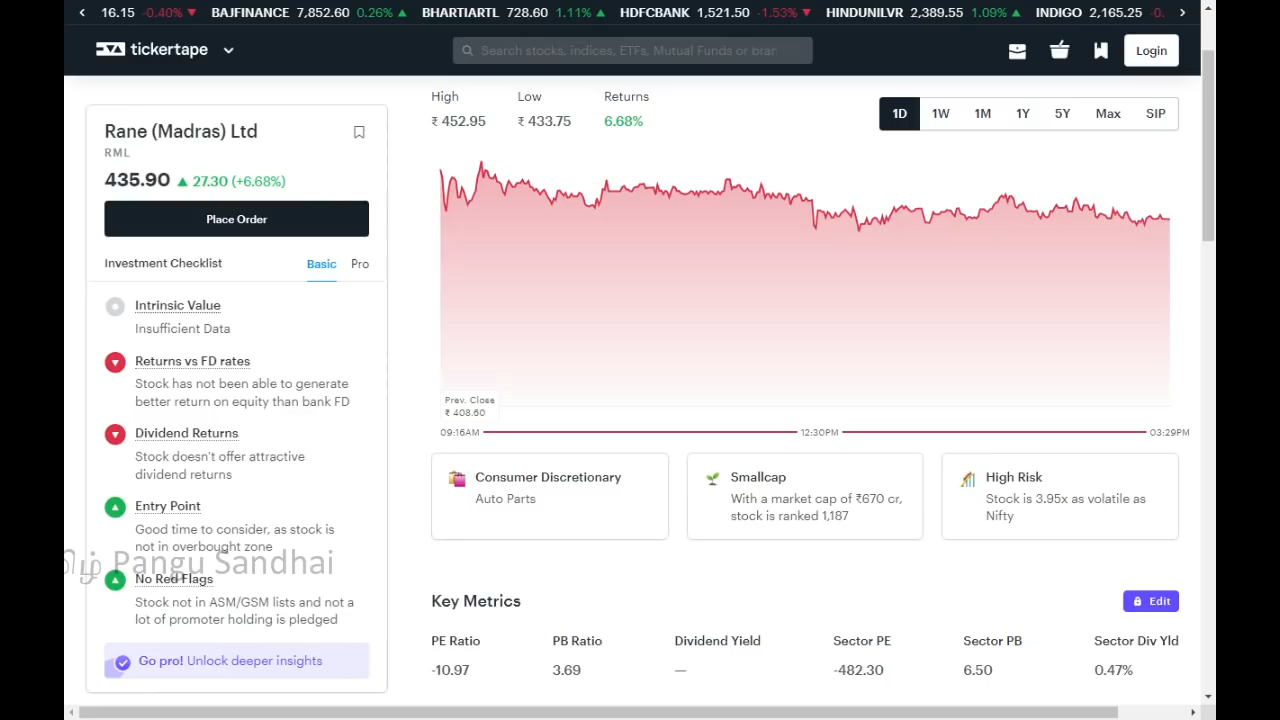 16.15 -0.40% ▼ BAJFINANCE 7,852.60 0.26% ▲ BHARTIARTL 728.60 1.11% ▲ HDFCBANK 1,521.50 -1.53% ▼ HINDUNILVR 2,389.55 1.09% ▲ INDIGO 2,165.25 -0.
tickertape
Search stocks, indices, ETFs, Mutual Funds or bran
Login
Rane (Madras) Ltd
RML
435.90 ▲ 27.30 (+6.68%)
Place Order
Investment Checklist Basic Pro
Intrinsic Value
Insufficient Data
Returns vs FD rates
Stock has not been able to generate
better return on equity than bank FD
Dividend Returns
Stock doesn't offer attractive
dividend returns
Entry Point
Good time to consider, as stock is
not in overbought zone
Pangu Sandhai
No Red Flags
Stock not in ASM/GSM lists and not a
lot of promoter holding is pledged
Go pro! Unlock deeper insights
High Low Returns
₹ 452.95 ₹ 433.75 6.68%
1D 1W 1M 1Y 5Y Max SIP
Prev. Close
₹ 408.60
09:16AM 12:30PM 03:29PM
Consumer Discretionary
Auto Parts
Smallcap
With a market cap of ₹670 cr,
stock is ranked 1,187
High Risk
Stock is 3.95x as volatile as
Nifty
Key Metrics
Edit
PE Ratio PB Ratio Dividend Yield Sector PE Sector PB Sector Div Yld
-10.97 3.69 — -482.30 6.50 0.47%